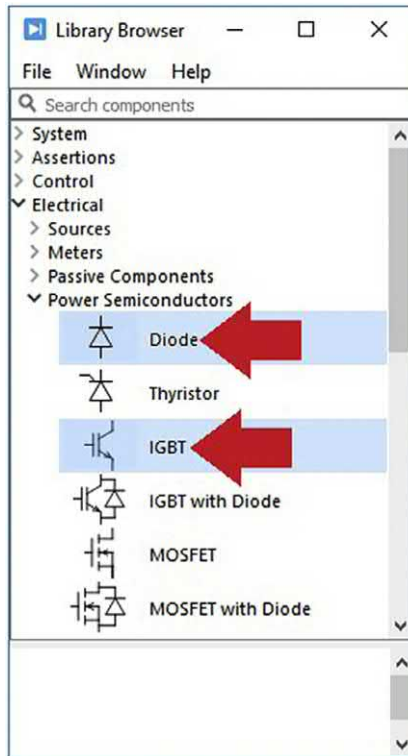 Library Browser
File Window Help
Search components
System
Assertions
Control
Electrical
Sources
Meters
Passive Components
Power Semiconductors
Diode
Thyristor
IGBT
IGBT with Diode
MOSFET
MOSFET with Diode